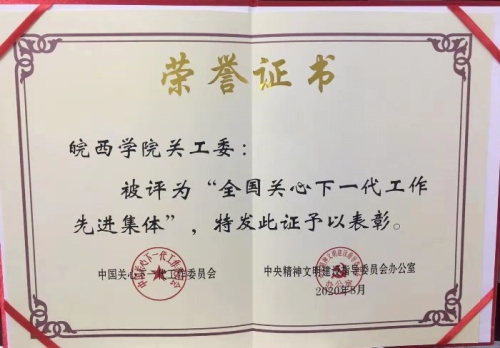 荣誉证书
皖西学院关工委：
被评为“全国关心下一代工作
先进集体”，特发此证予以表彰。
中国关心下一代工作委员会
中央精神文明建设指导委员会办公室
2020年8月
办公室